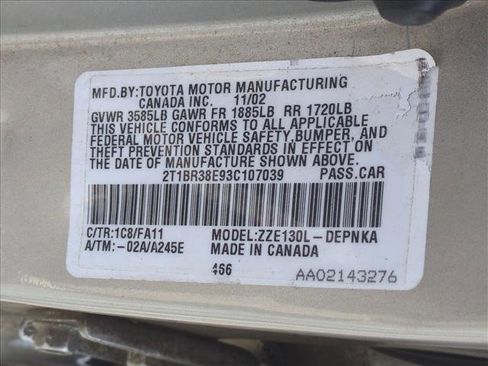 MFD.BY:TOYOTA MOTOR MANUFACTURING
CANADA INC. 11/02
GVWR 3585LB GAWR FR 1885LB RR 1720LB
THIS VEHICLE CONFORMS TO ALL APPLICABLE
FEDERAL MOTOR VEHICLE SAFETY,BUMPER, AND
THEFT PREVENTION STANDARDS IN EFFECT ON
THE DATE OF MANUFACTURE SHOWN ABOVE.
2T1BR38E93C107039 PASS.CAR
C/TR:1C8/FA11 MODEL:ZZE130L-DEPNKA
A/TM:-02A/A245E MADE IN CANADA
466 AA02143276